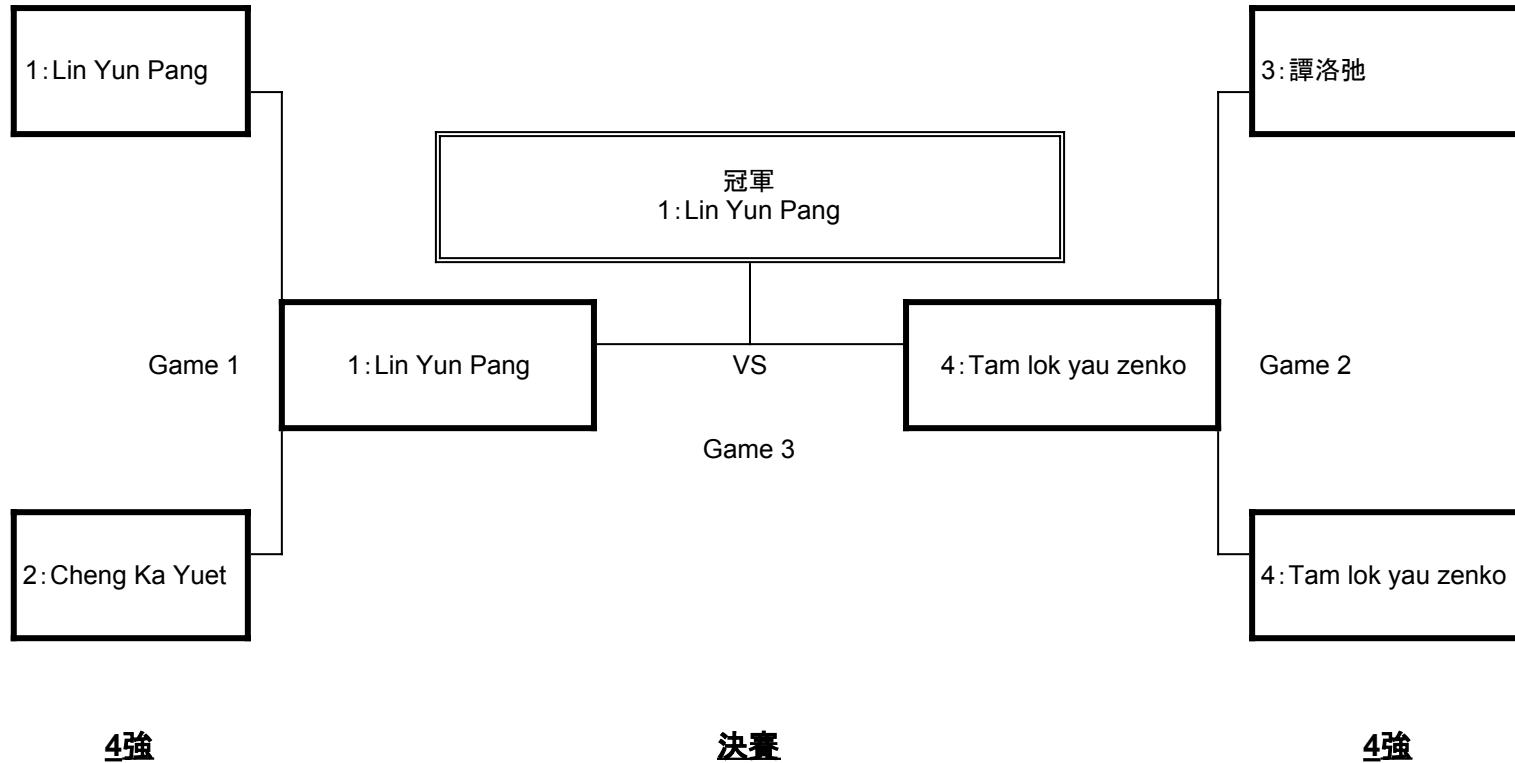 1:Lin Yun Pang
3:譚洛弛
冠軍
1:Lin Yun Pang
Game 1
1:Lin Yun Pang
VS
4:Tam lok yau zenko
Game 2
Game 3
2:Cheng Ka Yuet
4:Tam lok yau zenko
4強
決賽
4強